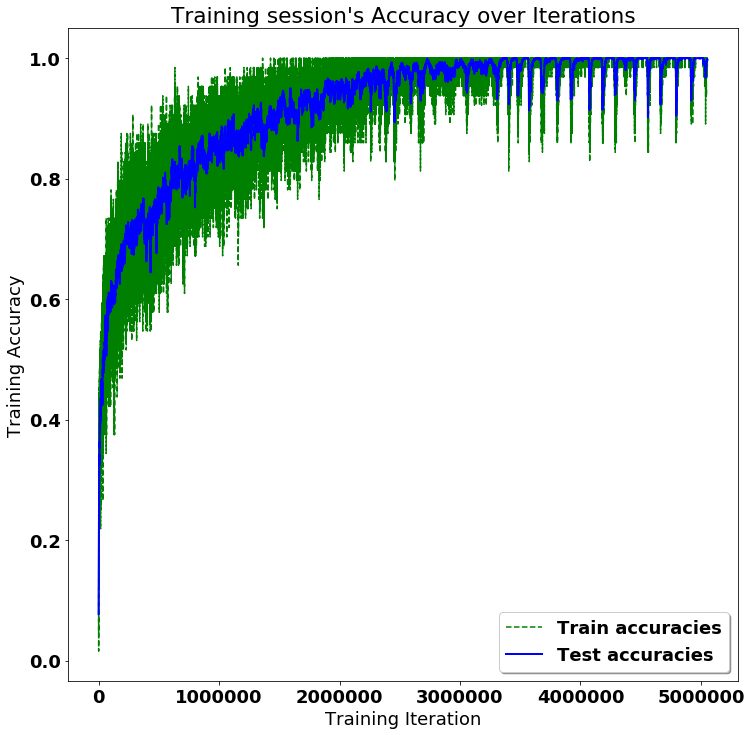 Training session's Accuracy over Iterations
1.0
0.8
0.6
0.4
0.2
0.0
Training Accuracy
0 1000000 2000000 3000000 4000000 5000000
Training Iteration
Train accuracies
Test accuracies